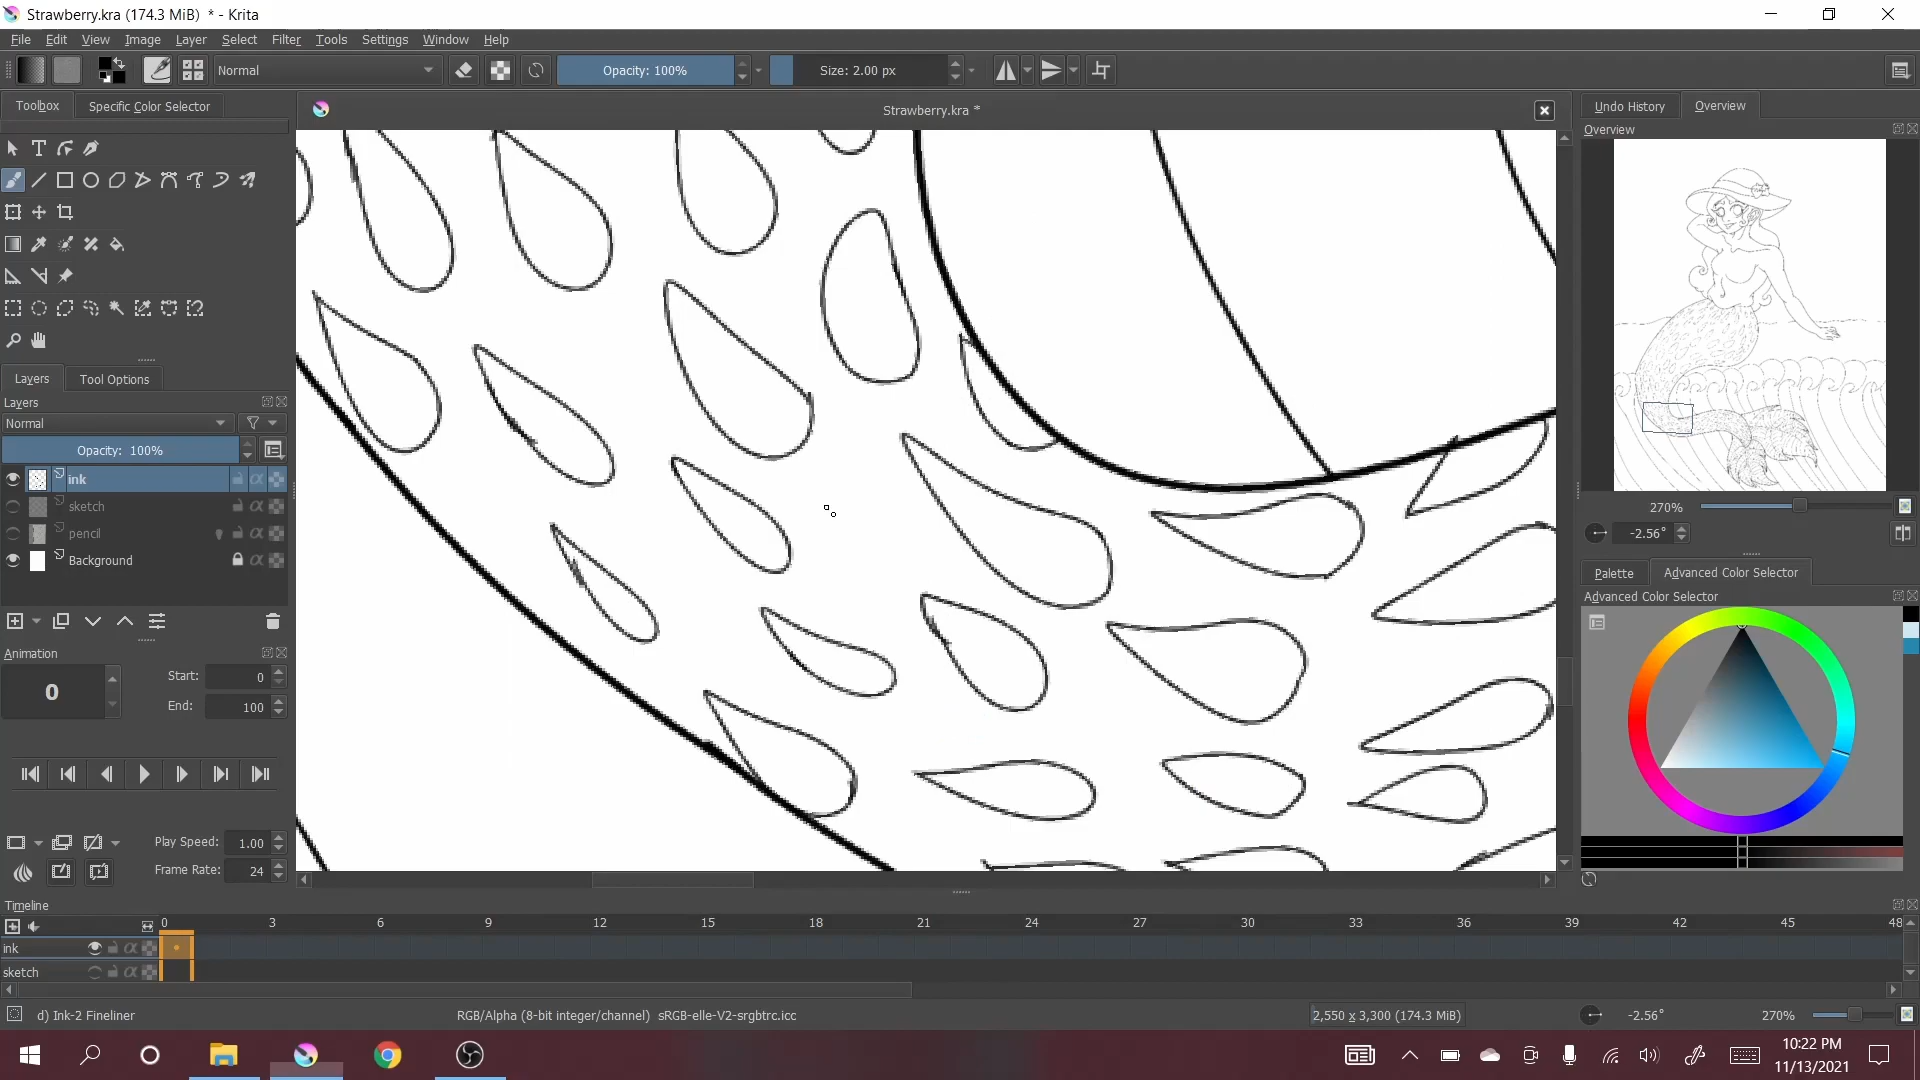 Strawberry.kra (174.3 MiB) * - Krita
File Edit View Image Layer Select Filter Tools Settings Window Help
Normal Opacity: 100% Size: 2.00 px
Toolbox Specific Color Selector Strawberry.kra * Undo History Overview
Overview
Layers Tool Options
Layers
Normal
Opacity: 100%
ink
sketch
pencil
Background
270%
-2.56°
Palette Advanced Color Selector
Advanced Color Selector
Animation
0 Start: 0
End: 100
Play Speed: 1.00
Frame Rate: 24
Timeline
0 3 6 9 12 15 18 21 24 27 30 33 36 39 42 45 48
ink
sketch
d) Ink-2 Fineliner RGB/Alpha (8-bit integer/channel) sRGB-elle-V2-srgbtrc.icc 2,550 x 3,300 (174.3 MiB) -2.56° 270%
10:22 PM
11/13/2021